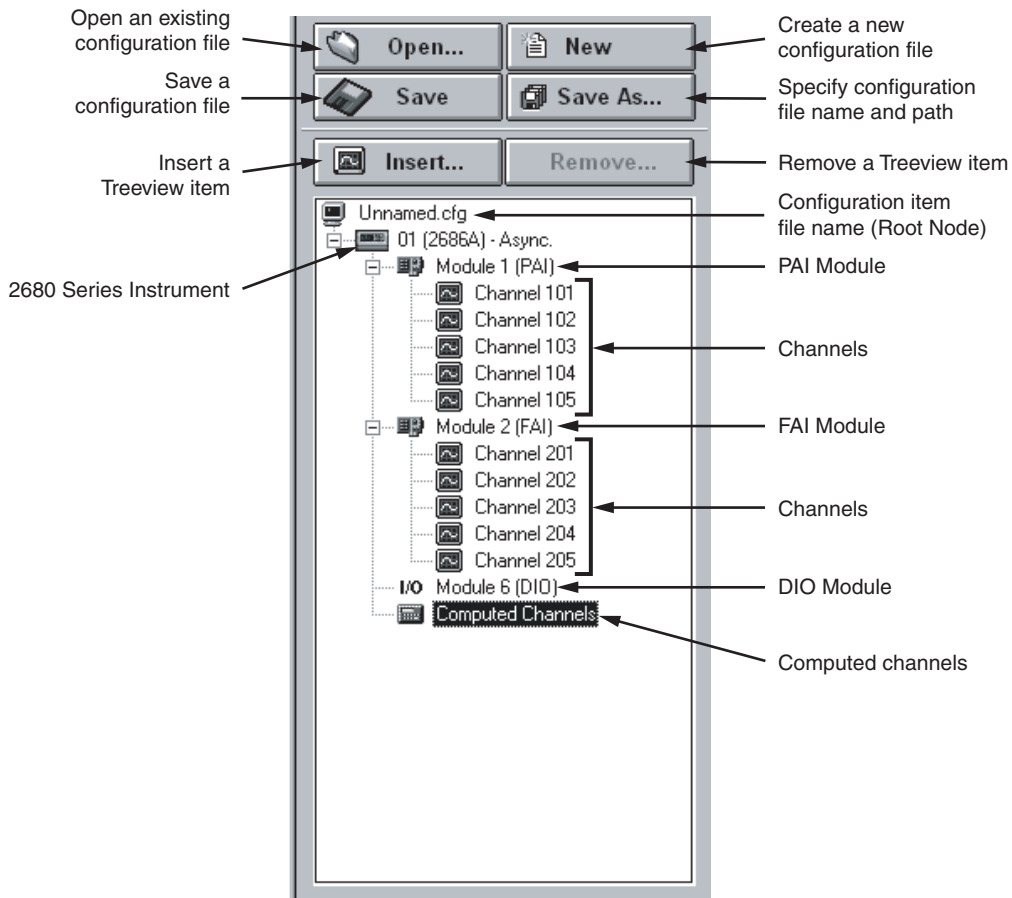 Open an existing
configuration file
Open...
New
Create a new
configuration file
Save a
configuration file
Save
Save As...
Specify configuration
file name and path
Insert a
Treeview item
Insert...
Remove...
Remove a Treeview item
Unnamed.cfg
Configuration item
file name (Root Node)
01 (2686A) - Async.
2680 Series Instrument
Module 1 (PAI)
PAI Module
Channel 101
Channel 102
Channel 103
Channel 104
Channel 105
Channels
Module 2 (FAI)
FAI Module
Channel 201
Channel 202
Channel 203
Channel 204
Channel 205
Channels
I/O Module 6 (DIO)
DIO Module
Computed Channels
Computed channels